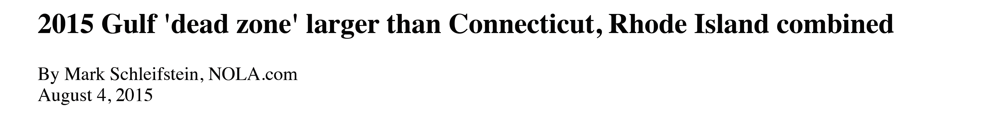 2015 Gulf 'dead zone' larger than Connecticut, Rhode Island combined
By Mark Schleifstein, NOLA.com
August 4, 2015